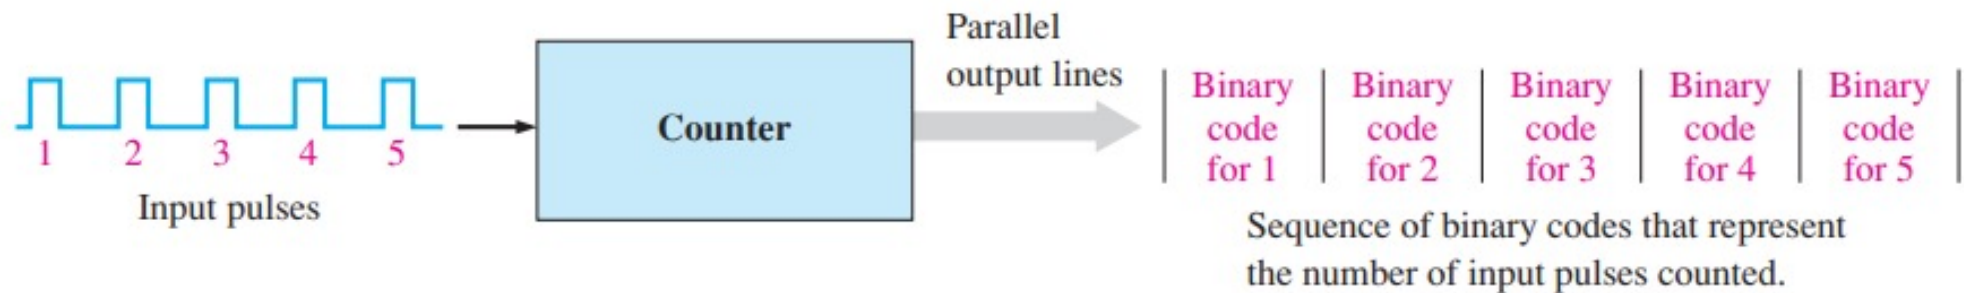 1 2 3 4 5
Input pulses
Counter
Parallel
output lines
Binary
code
for 1
Binary
code
for 2
Binary
code
for 3
Binary
code
for 4
Binary
code
for 5
Sequence of binary codes that represent
the number of input pulses counted.